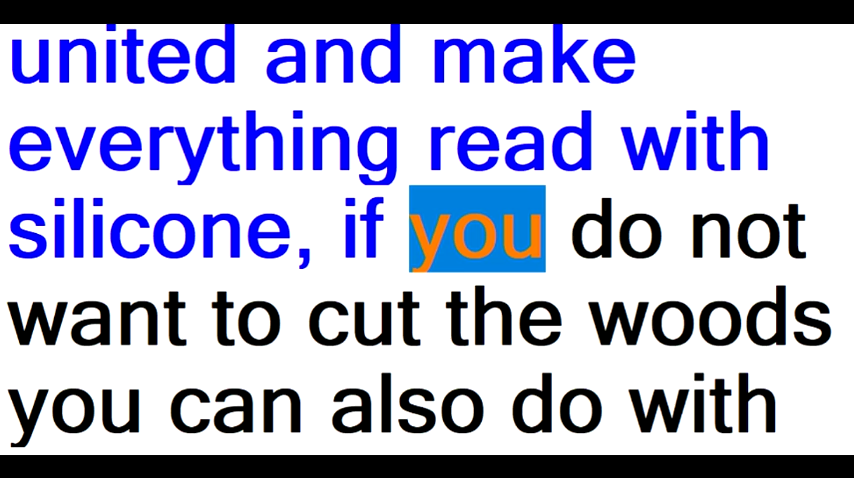 united and make
everything read with
silicone, if you do not
want to cut the woods
you can also do with